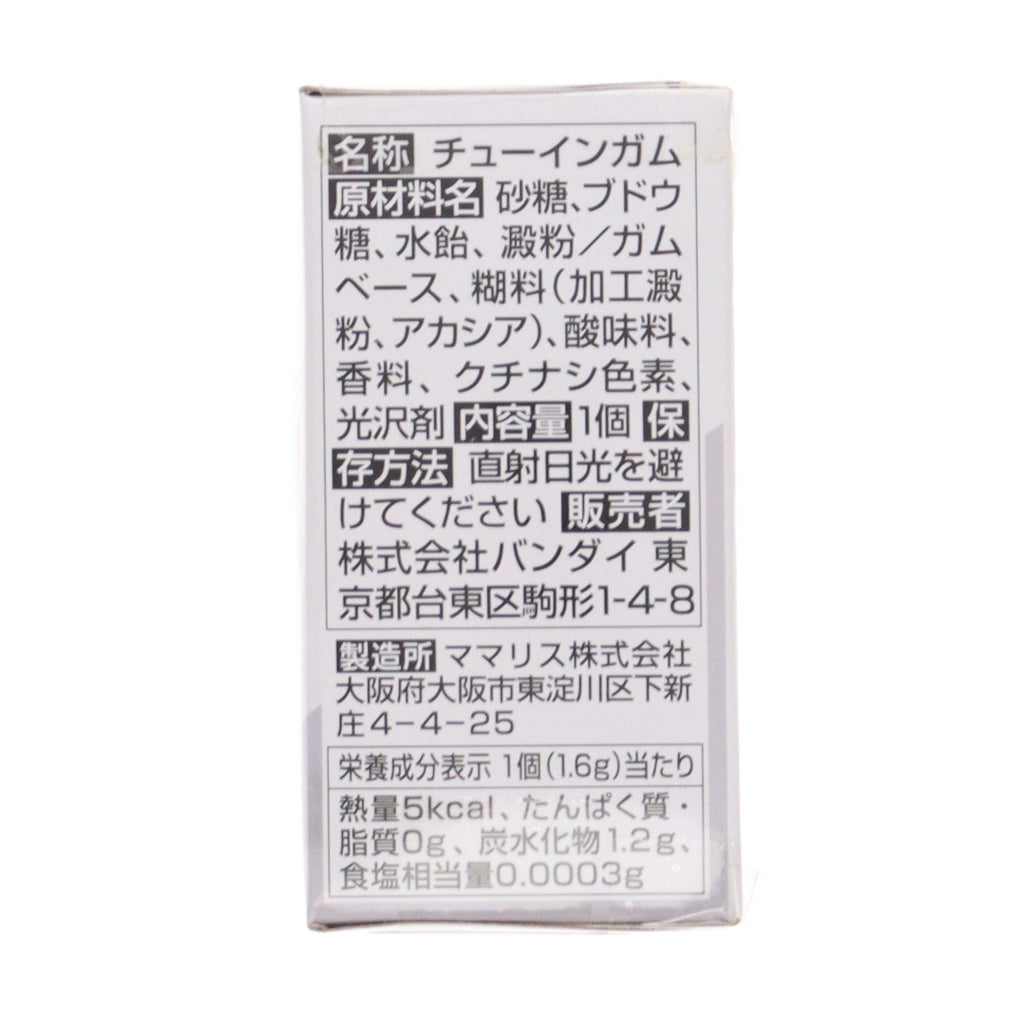 名称 チューインガム
原材料名 砂糖、ブドウ
糖、水飴、澱粉／ガム
ベース、糊料(加工澱
粉、アカシア)、酸味料、
香料、クチナシ色素、
光沢剤 内容量 1個 保
存方法 直射日光を避
けてください 販売者
株式会社バンダイ 東
京都台東区駒形1-4-8
製造所 ママリス株式会社
大阪府大阪市東淀川区下新
庄4-4-25
栄養成分表示 1個(1.6g)当たり
熱量5kcal、たんぱく質・
脂質0g、炭水化物1.2g、
食塩相当量0.0003g